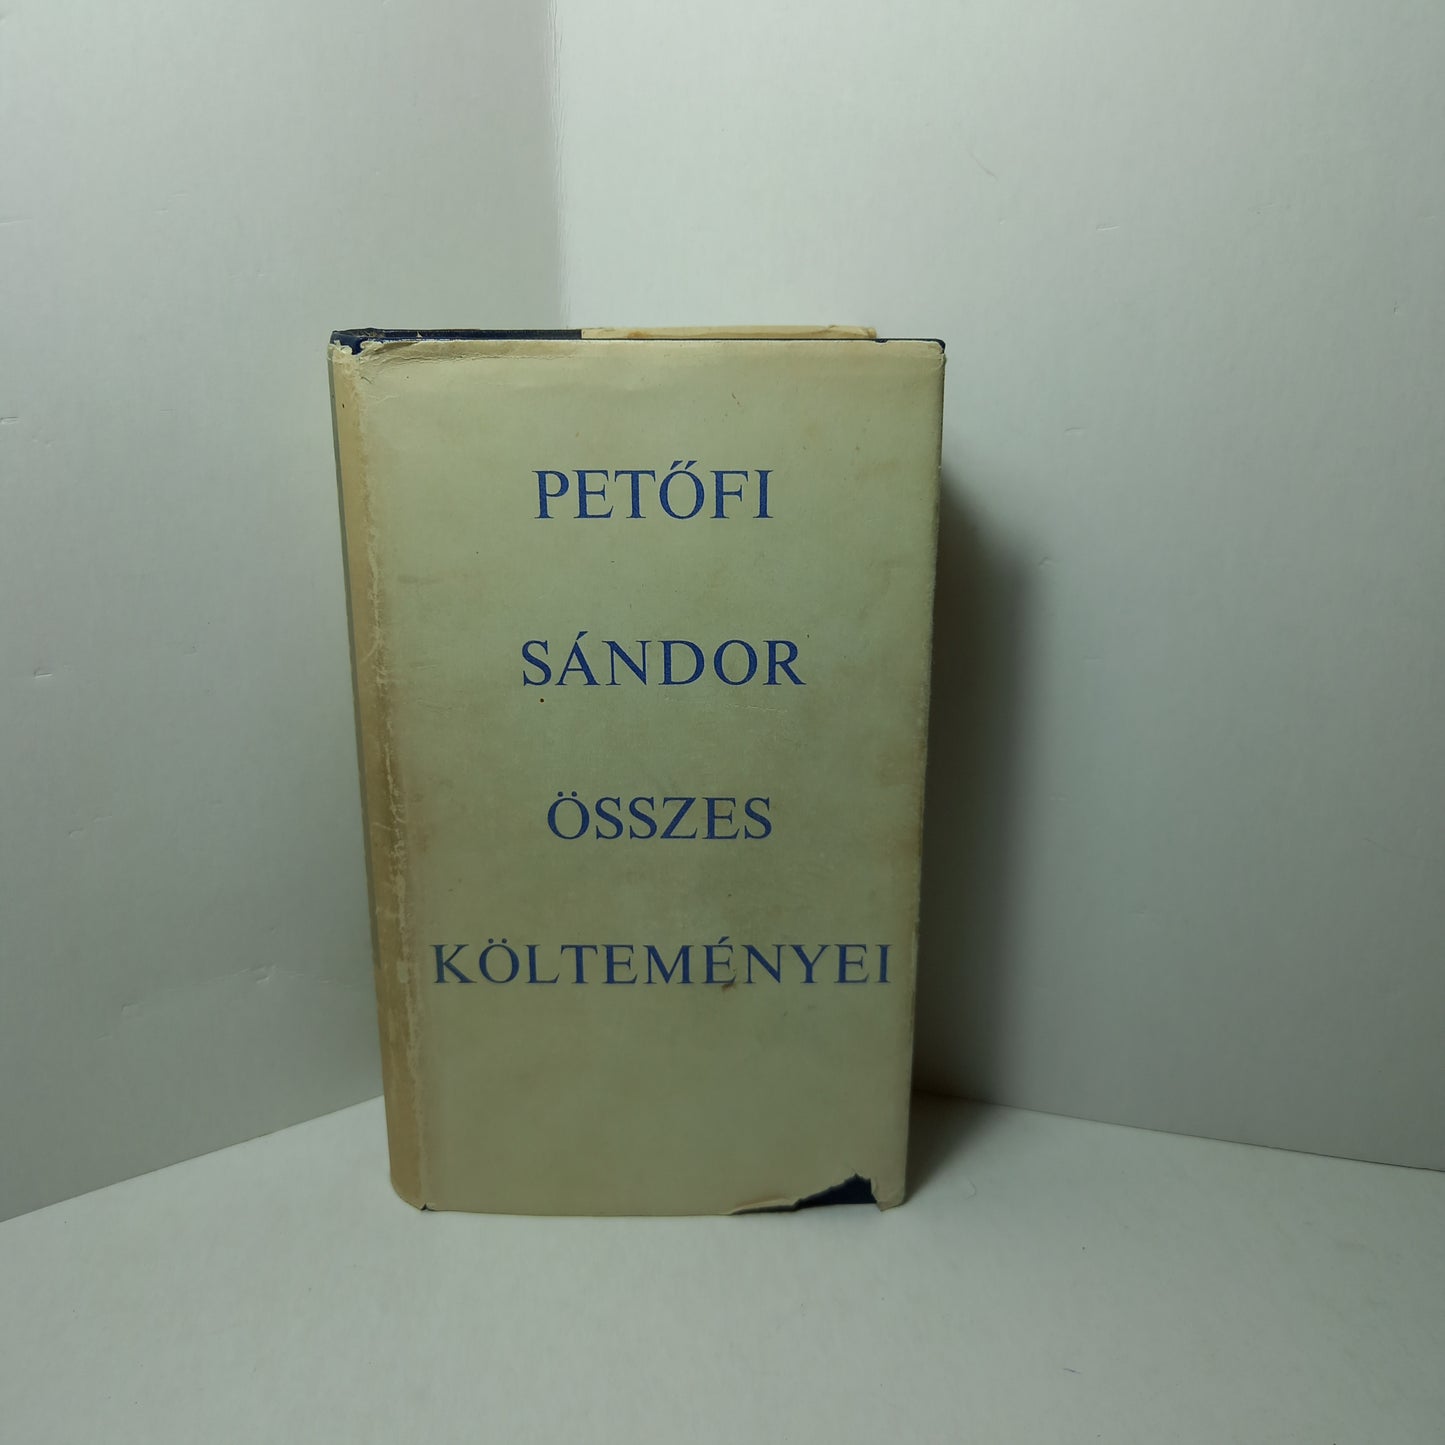 PETŐFI
SÁNDOR
ÖSSZES
KÖLTEMÉNYEI